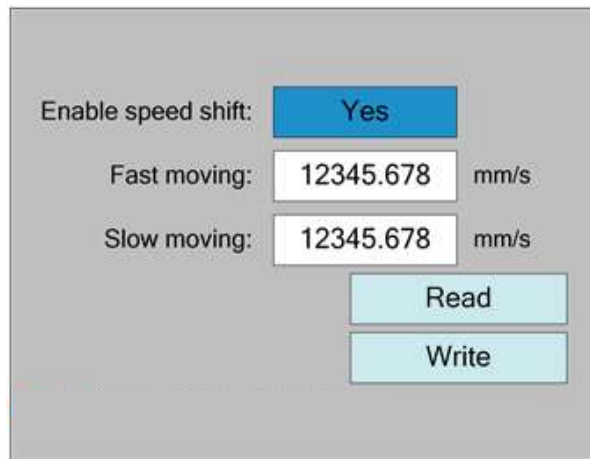 Enable speed shift: Yes
Fast moving: 12345.678 mm/s
Slow moving: 12345.678 mm/s
Read
Write